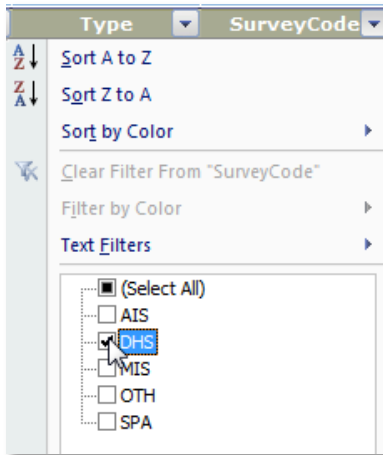 Type SurveyCode
Sort A to Z
Sort Z to A
Sort by Color
Clear Filter From "SurveyCode"
Filter by Color
Text Filters
(Select All)
AIS
DHS
MIS
OTH
SPA